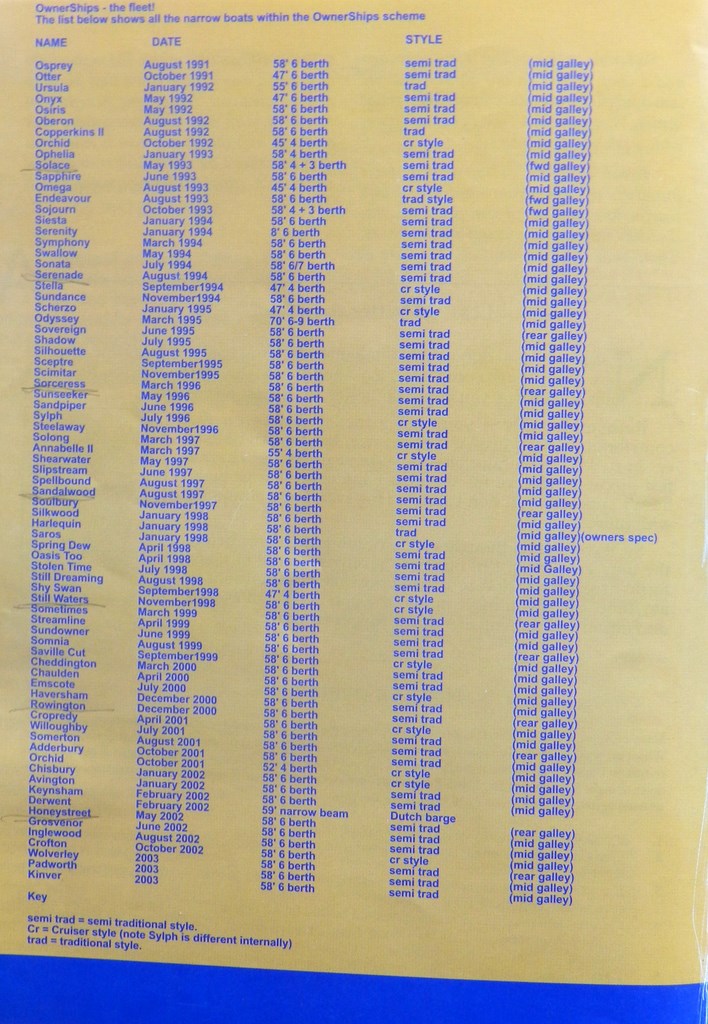 OwnerShips - the fleet!
The list below shows all the narrow boats within the OwnerShips scheme
NAME DATE STYLE
Osprey August 1991 58' 6 berth semi trad (mid galley)
Otter October 1991 47' 6 berth semi trad (mid galley)
Ursula January 1992 55' 6 berth trad (mid galley)
Onyx May 1992 47' 6 berth semi trad (mid galley)
Osiris May 1992 58' 6 berth semi trad (mid galley)
Oberon August 1992 58' 6 berth semi trad (mid galley)
Copperkins II August 1992 58' 6 berth trad (mid galley)
Orchid October 1992 45' 4 berth cr style (mid galley)
Ophelia January 1993 58' 4 berth semi trad (mid galley)
Solace May 1993 58' 4 + 3 berth semi trad (fwd galley)
Sapphire June 1993 58' 6 berth semi trad (mid galley)
Omega August 1993 45' 4 berth cr style (mid galley)
Endeavour August 1993 58' 6 berth trad style (fwd galley)
Sojourn October 1993 58' 4 + 3 berth semi trad (fwd galley)
Siesta January 1994 58' 6 berth semi trad (mid galley)
Serenity January 1994 8' 6 berth semi trad (mid galley)
Symphony March 1994 58' 6 berth semi trad (mid galley)
Swallow May 1994 58' 6 berth semi trad (mid galley)
Sonata July 1994 58' 6/7 berth semi trad (mid galley)
Serenade August 1994 58' 6 berth semi trad (mid galley)
Stella September1994 47' 4 berth cr style (mid galley)
Sundance November1994 58' 6 berth semi trad (mid galley)
Scherzo January 1995 47' 4 berth cr style (mid galley)
Odyssey March 1995 70' 6-9 berth trad (mid galley)
Sovereign June 1995 58' 6 berth semi trad (rear galley)
Shadow July 1995 58' 6 berth semi trad (mid galley)
Silhouette August 1995 58' 6 berth semi trad (mid galley)
Sceptre September1995 58' 6 berth semi trad (mid galley)
Scimitar November1995 58' 6 berth semi trad (mid galley)
Sorceress March 1996 58' 6 berth semi trad (rear galley)
Sunseeker May 1996 58' 6 berth semi trad (mid galley)
Sandpiper June 1996 58' 6 berth semi trad (mid galley)
Sylph July 1996 58' 6 berth cr style (mid galley)
Steelaway November1996 58' 6 berth semi trad (mid galley)
Solong March 1997 58' 6 berth semi trad (rear galley)
Annabelle II March 1997 55' 4 berth cr style (mid galley)
Shearwater May 1997 58' 6 berth semi trad (mid galley)
Slipstream June 1997 58' 6 berth semi trad (mid galley)
Spellbound August 1997 58' 6 berth semi trad (mid galley)
Sandalwood August 1997 58' 6 berth semi trad (mid galley)
Soulbury November1997 58' 6 berth semi trad (rear galley)
Silkwood January 1998 58' 6 berth semi trad (mid galley)
Harlequin January 1998 58' 6 berth trad (mid galley)(owners spec)
Saros January 1998 58' 6 berth cr style (mid galley)
Spring Dew April 1998 58' 6 berth semi trad (mid galley)
Oasis Too April 1998 58' 6 berth semi trad (mid Galley)
Stolen Time July 1998 58' 6 berth semi trad (mid galley)
Still Dreaming August 1998 58' 6 berth semi trad (mid galley)
Shy Swan September1998 47' 4 berth cr style (mid galley)
Still Waters November1998 58' 6 berth cr style (mid galley)
Sometimes March 1999 58' 6 berth semi trad (rear galley)
Streamline April 1999 58' 6 berth semi trad (mid galley)
Sundowner June 1999 58' 6 berth semi trad (mid galley)
Somnia August 1999 58' 6 berth semi trad (rear galley)
Saville Cut September1999 58' 6 berth cr style (mid galley)
Cheddington March 2000 58' 6 berth semi trad (mid galley)
Chaulden April 2000 58' 6 berth semi trad (mid galley)
Emscote July 2000 58' 6 berth cr style (mid galley)
Haversham December 2000 58' 6 berth semi trad (mid galley)
Rowington December 2000 58' 6 berth semi trad (rear galley)
Cropredy April 2001 58' 6 berth cr style (mid galley)
Willoughby July 2001 58' 6 berth semi trad (mid galley)
Somerton August 2001 58' 6 berth semi trad (rear galley)
Adderbury October 2001 58' 6 berth semi trad (mid galley)
Orchid October 2001 52' 4 berth cr style (mid galley)
Chisbury January 2002 58' 6 berth cr style (mid galley)
Avington January 2002 58' 6 berth semi trad (mid galley)
Keynsham February 2002 58' 6 berth semi trad (mid galley)
Derwent February 2002 59' narrow beam Dutch barge
Honeystreet May 2002 58' 6 berth semi trad (rear galley)
Grosvenor June 2002 58' 6 berth semi trad (mid galley)
Inglewood August 2002 58' 6 berth semi trad (mid galley)
Crofton October 2002 58' 6 berth cr style (mid galley)
Wolverley 2003 58' 6 berth semi trad (rear galley)
Padworth 2003 58' 6 berth semi trad (mid galley)
Kinver 2003 58' 6 berth semi trad (mid galley)
Key
semi trad = semi traditional style.
Cr = Cruiser style (note Sylph is different internally)
trad = traditional style.